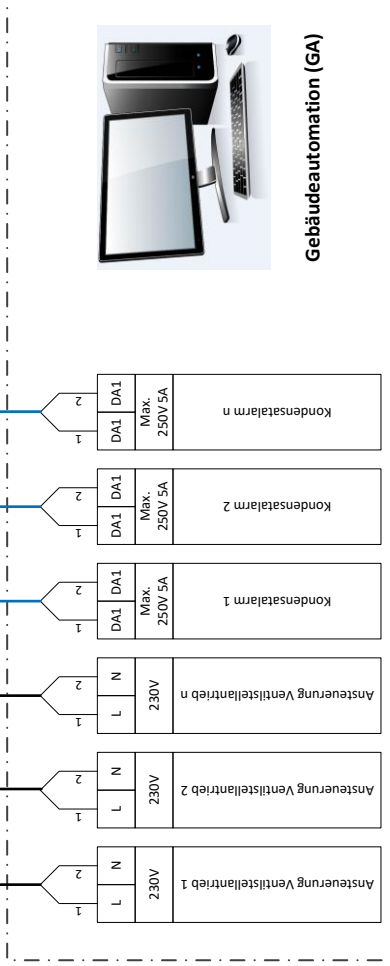 Gebäudeautomation (GA)
1 2
DA1 DA1
Max.
250V 5A
Kondensatalarm n
1 2
DA1 DA1
Max.
250V 5A
Kondensatalarm 2
1 2
DA1 DA1
Max.
250V 5A
Kondensatalarm 1
1 2
L N
230V
Ansteuerung Ventilstellantrieb n
1 2
L N
230V
Ansteuerung Ventilstellantrieb 2
1 2
L N
230V
Ansteuerung Ventilstellantrieb 1